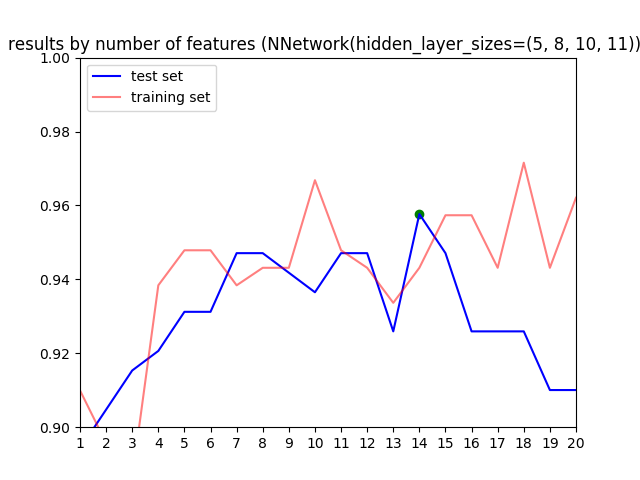 results by number of features (NNetwork(hidden_layer_sizes=(5, 8, 10, 11))
test set
training set
1.00
0.98
0.96
0.94
0.92
0.90
1 2 3 4 5 6 7 8 9 10 11 12 13 14 15 16 17 18 19 20